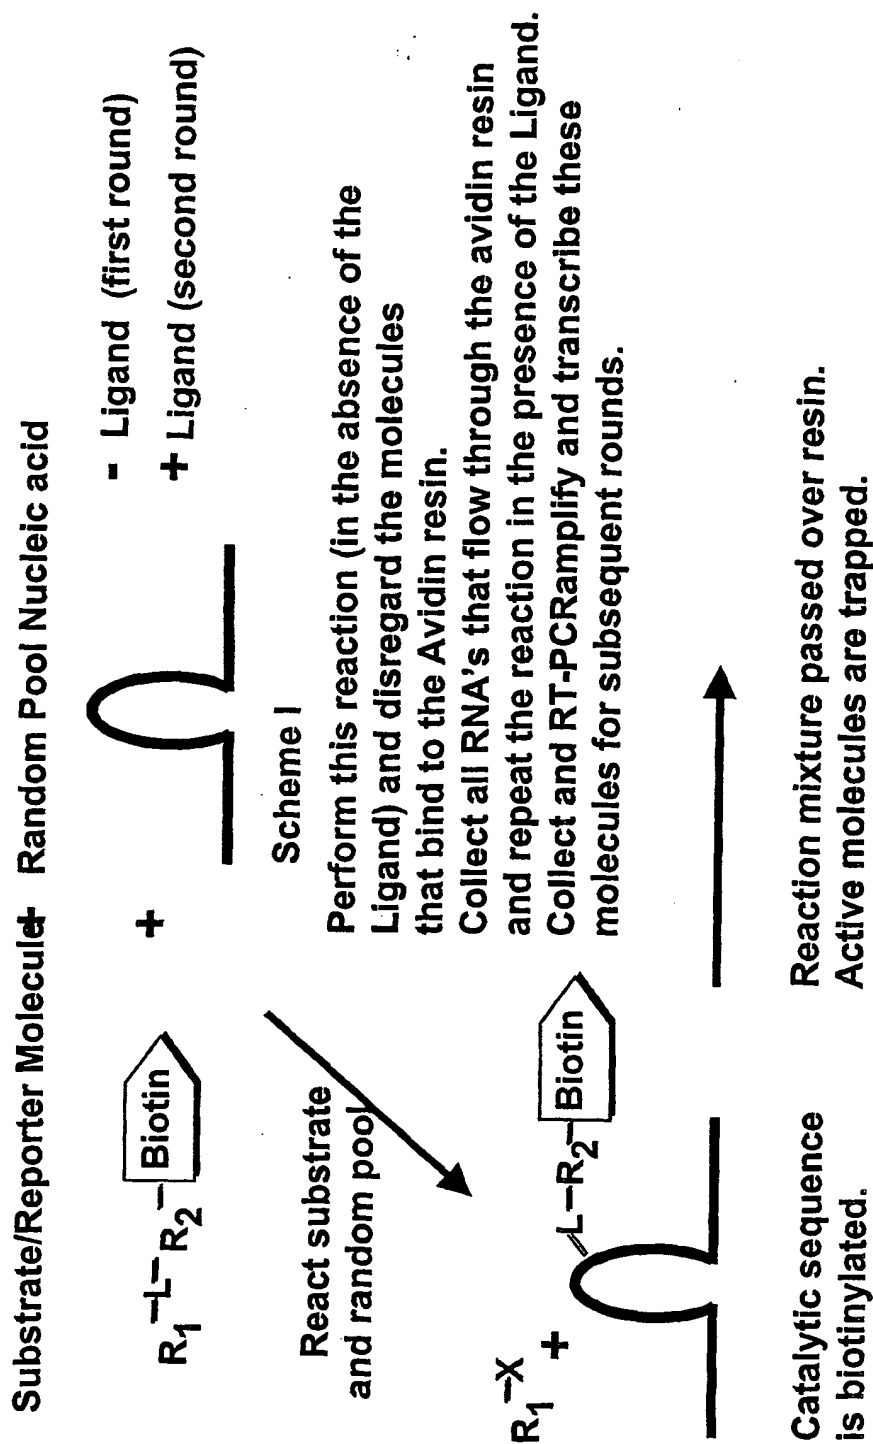 Substrate/Reporter Molecule+ Random Pool Nucleic acid
R1-L-R2-Biotin
+
- Ligand (first round)
+ Ligand (second round)
Scheme I
Perform this reaction (in the absence of the
Ligand) and disregard the molecules
that bind to the Avidin resin.
Collect all RNA's that flow through the avidin resin
and repeat the reaction in the presence of the Ligand.
Collect and RT-PCRamplify and transcribe these
molecules for subsequent rounds.
React substrate
and random pool
R1-X
+
L-R2-Biotin
Catalytic sequence
is biotinylated.
Reaction mixture passed over resin.
Active molecules are trapped.